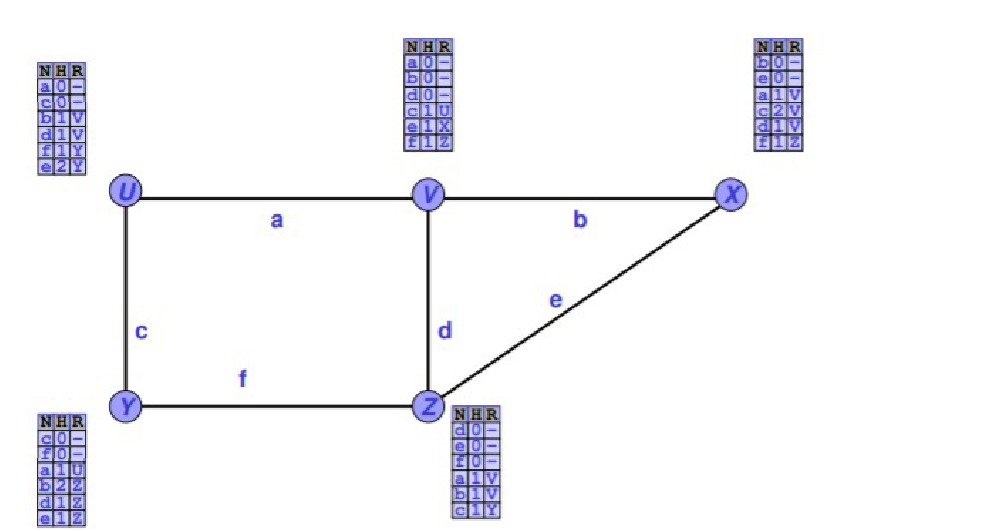 N H R
a 0 -
b 0 -
d 0 -
c 1 U
e 1 X
f 1 Z
N H R
b 0 -
e 0 -
a 1 V
c 2 V
d 1 V
f 1 Z
N H R
a 0 -
c 0 -
b 1 V
d 1 V
f 1 Y
e 2 Y
U
V
X
a
b
e
c
d
f
Y
Z
N H R
c 0 -
f 0 -
a 1 U
b 2 Z
d 1 Z
e 1 Z
N H R
d 0 -
e 0 -
f 0 -
a 1 V
b 1 V
c 1 Y